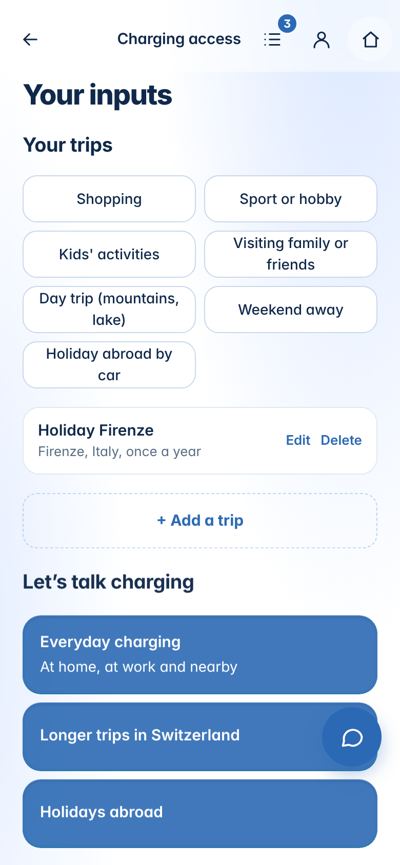 Charging access
3
Your inputs
Your trips
Shopping
Sport or hobby
Kids' activities
Visiting family or
friends
Day trip (mountains,
lake)
Weekend away
Holiday abroad by
car
Holiday Firenze
Firenze, Italy, once a year
Edit Delete
+ Add a trip
Let’s talk charging
Everyday charging
At home, at work and nearby
Longer trips in Switzerland
Holidays abroad